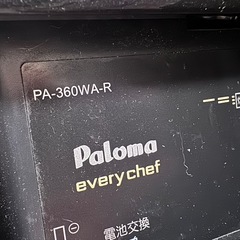 PA-360WA-R
Paloma
every chef
電池交換